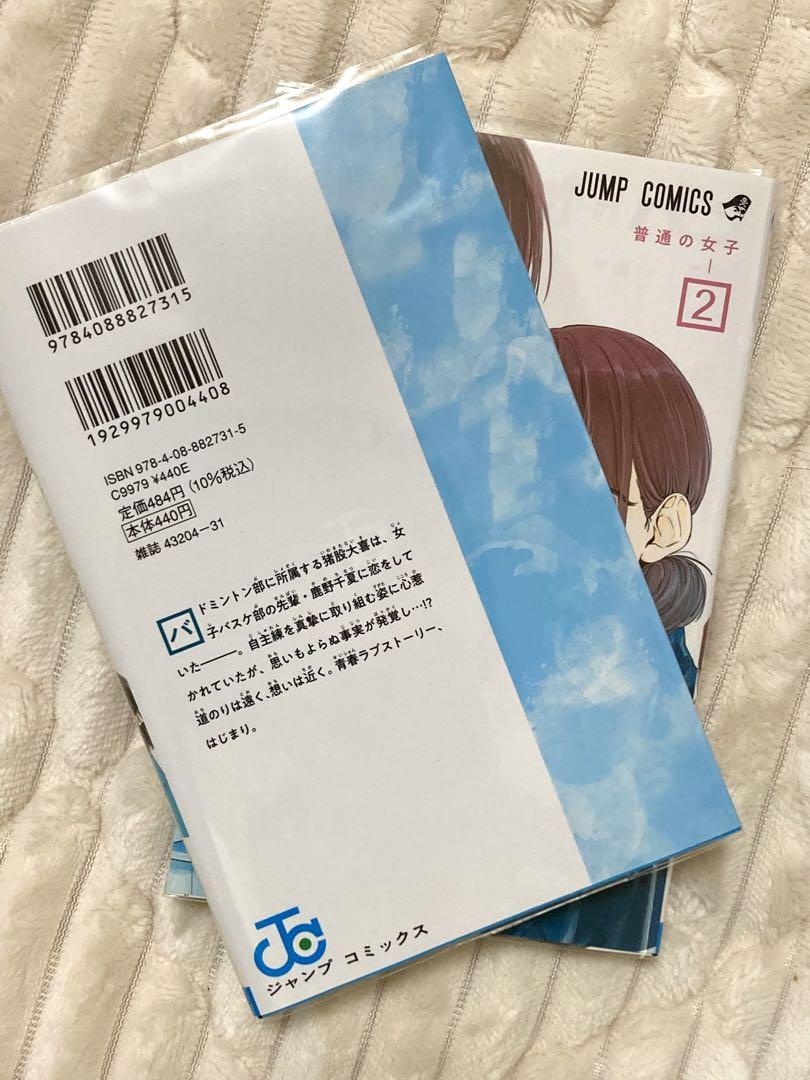 JUMP COMICS
普通の女子
2
9784088827315
1929979004408
ISBN 978-4-08-882731-5
C9979 ¥440E
定価484円(10%税込)
本体440円
雑誌 43204-31
バドミントン部に所属する猪股大喜は、女
子バスケ部の先輩・鹿野千夏に恋をして
いた――。自主練を真摯に取り組む姿に心惹
かれていたが、思いもよらぬ事実が発覚し…!?
道のりは遠く、想いは近く。青春ラブストーリー、
はじまり。
JC
ジャンプ コミックス